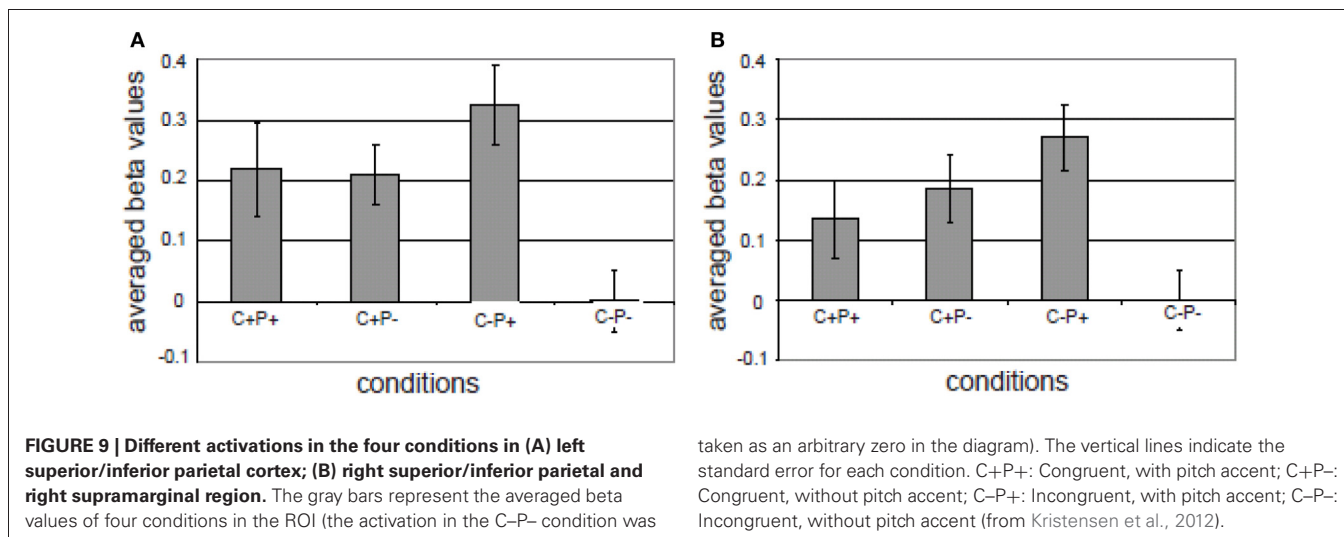 A
averaged beta values
0.4
0.3
0.2
0.1
0
-0.1
C+P+ C+P- C-P+ C-P-
conditions
B
averaged beta values
0.4
0.3
0.2
0.1
0
-0.1
C+P+ C+P- C-P+ C-P-
conditions
FIGURE 9 | Different activations in the four conditions in (A) left
superior/inferior parietal cortex; (B) right superior/inferior parietal and
right supramarginal region. The gray bars represent the averaged beta
values of four conditions in the ROI (the activation in the C–P– condition was
taken as an arbitrary zero in the diagram). The vertical lines indicate the
standard error for each condition. C+P+: Congruent, with pitch accent; C+P–:
Congruent, without pitch accent; C–P+: Incongruent, with pitch accent; C–P–:
Incongruent, without pitch accent (from Kristensen et al., 2012).